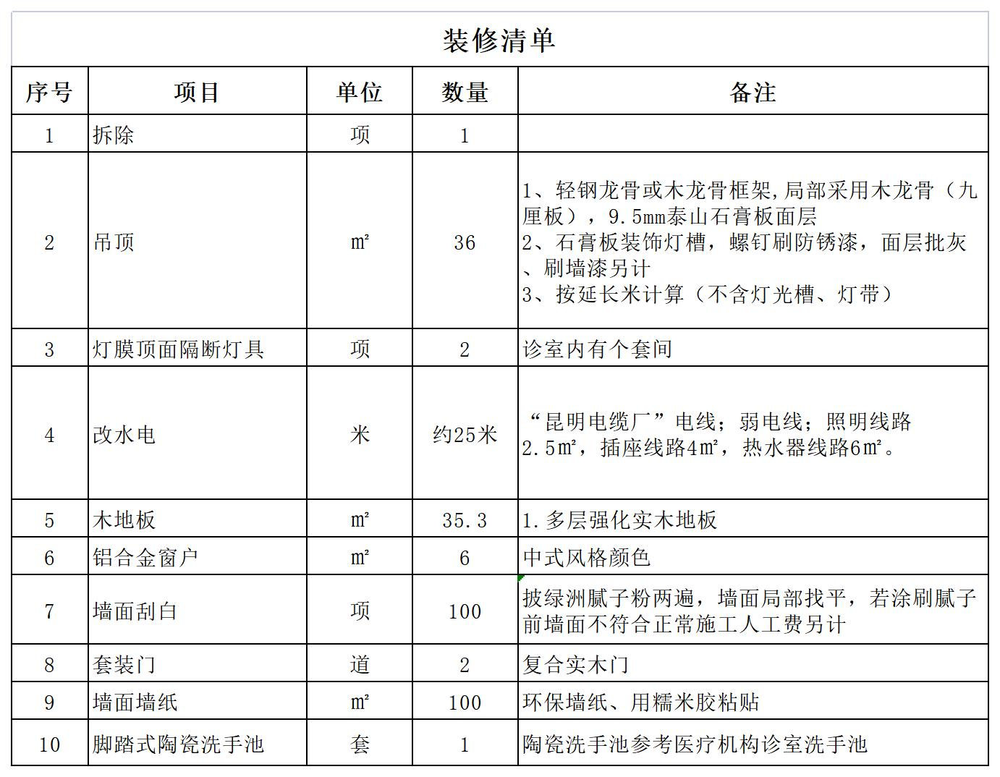 装修清单
序号 项目 单位 数量 备注
1 拆除 项 1
2 吊顶 ㎡ 36
1、轻钢龙骨或木龙骨框架,局部采用木龙骨（九
厘板），9.5mm泰山石膏板面层
2、石膏板装饰灯槽，螺钉刷防锈漆，面层批灰
、刷墙漆另计
3、按延长米计算（不含灯光槽、灯带）
3 灯膜顶面隔断灯具 项 2 诊室内有个套间
4 改水电 米 约25米
“昆明电缆厂”电线；弱电线；照明线路
2.5㎡，插座线路4㎡，热水器线路6㎡。
5 木地板 ㎡ 35.3 1.多层强化实木地板
6 铝合金窗户 ㎡ 6 中式风格颜色
7 墙面刮白 项 100
披绿洲腻子粉两遍，墙面局部找平，若涂刷腻子
前墙面不符合正常施工人工费另计
8 套装门 道 2 复合实木门
9 墙面墙纸 ㎡ 100 环保墙纸、用糯米胶粘贴
10 脚踏式陶瓷洗手池 套 1 陶瓷洗手池参考医疗机构诊室洗手池